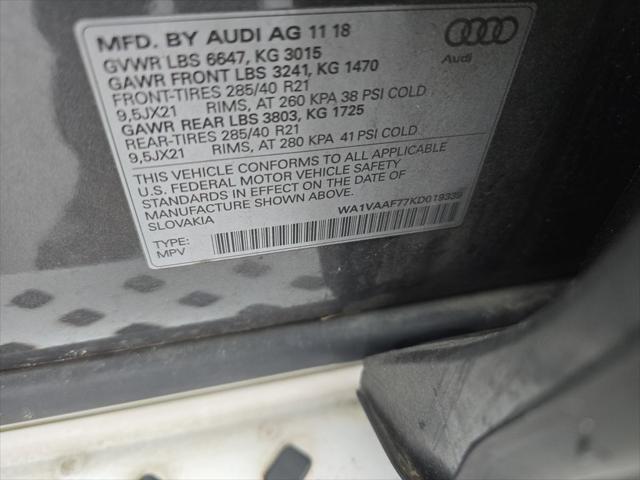 MFD. BY AUDI AG 11 18
GVWR LBS 6647, KG 3015
GAWR FRONT LBS 3241, KG 1470
FRONT-TIRES 285/40 R21
9,5JX21 RIMS, AT 260 KPA 38 PSI COLD
GAWR REAR LBS 3803, KG 1725
REAR-TIRES 285/40 R21
9,5JX21 RIMS, AT 280 KPA 41 PSI COLD
THIS VEHICLE CONFORMS TO ALL APPLICABLE
U.S. FEDERAL MOTOR VEHICLE SAFETY
STANDARDS IN EFFECT ON THE DATE OF
MANUFACTURE SHOWN ABOVE.
SLOVAKIA
WA1VAAF77KD019339
TYPE:
MPV
Audi